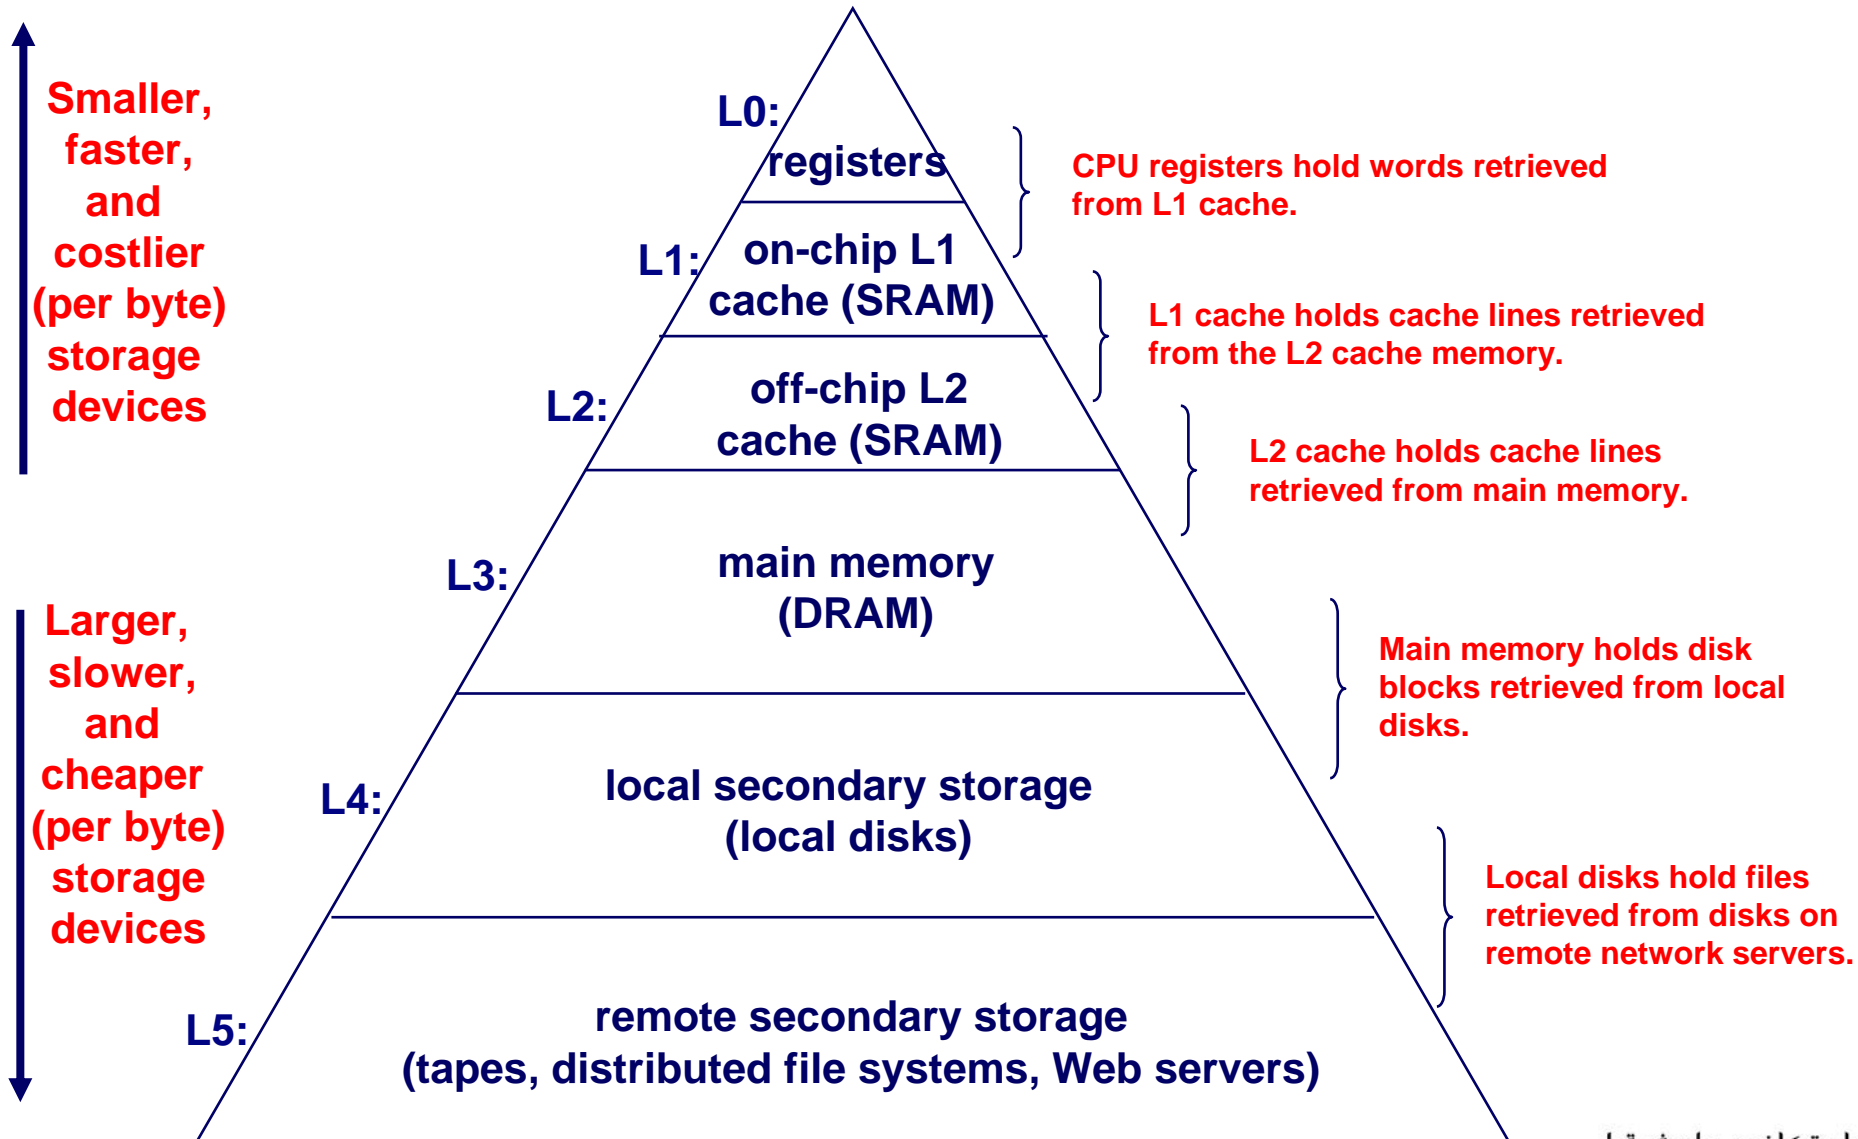 Smaller,
faster,
and
costlier
(per byte)
storage
devices
Larger,
slower,
and
cheaper
(per byte)
storage
devices
L0:
registers
CPU registers hold words retrieved
from L1 cache.
L1:
on-chip L1
cache (SRAM)
L1 cache holds cache lines retrieved
from the L2 cache memory.
L2:
off-chip L2
cache (SRAM)
L2 cache holds cache lines
retrieved from main memory.
L3:
main memory
(DRAM)
Main memory holds disk
blocks retrieved from local
disks.
L4:
local secondary storage
(local disks)
Local disks hold files
retrieved from disks on
remote network servers.
L5:
remote secondary storage
(tapes, distributed file systems, Web servers)